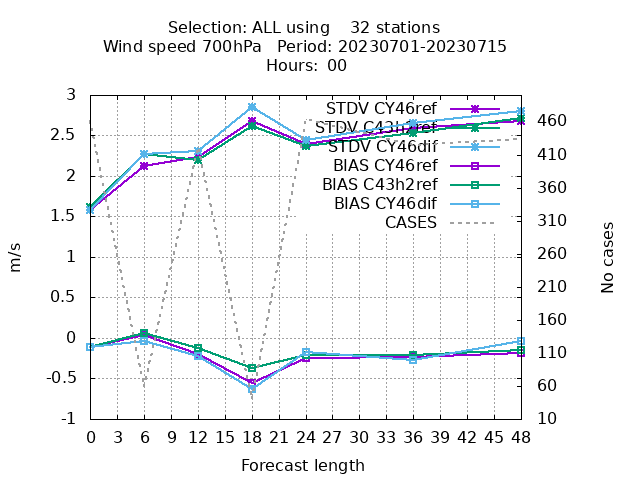 Selection: ALL using 32 stations
Wind speed 700hPa Period: 20230701-20230715
Hours: 00
3
2.5
2
1.5
1
0.5
0
-0.5
-1
m/s
STDV CY46ref
STDV C43h2ref
STDV CY46dif
BIAS CY46ref
BIAS C43h2ref
BIAS CY46dif
CASES
460
410
360
310
260
210
160
110
60
10
No cases
0 3 6 9 12 15 18 21 24 27 30 33 36 39 42 45 48
Forecast length